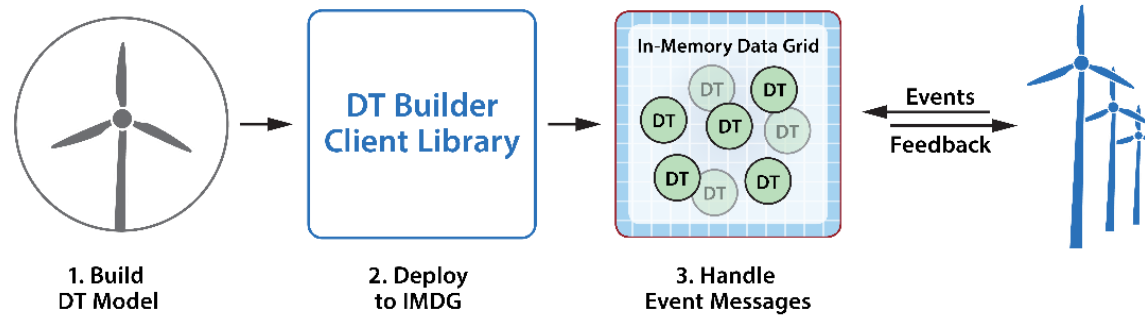 DT Builder
Client Library
In-Memory Data Grid
DT
DT
DT
DT
DT
DT
DT
DT
Events
Feedback
1. Build
DT Model
2. Deploy
to IMDG
3. Handle
Event Messages